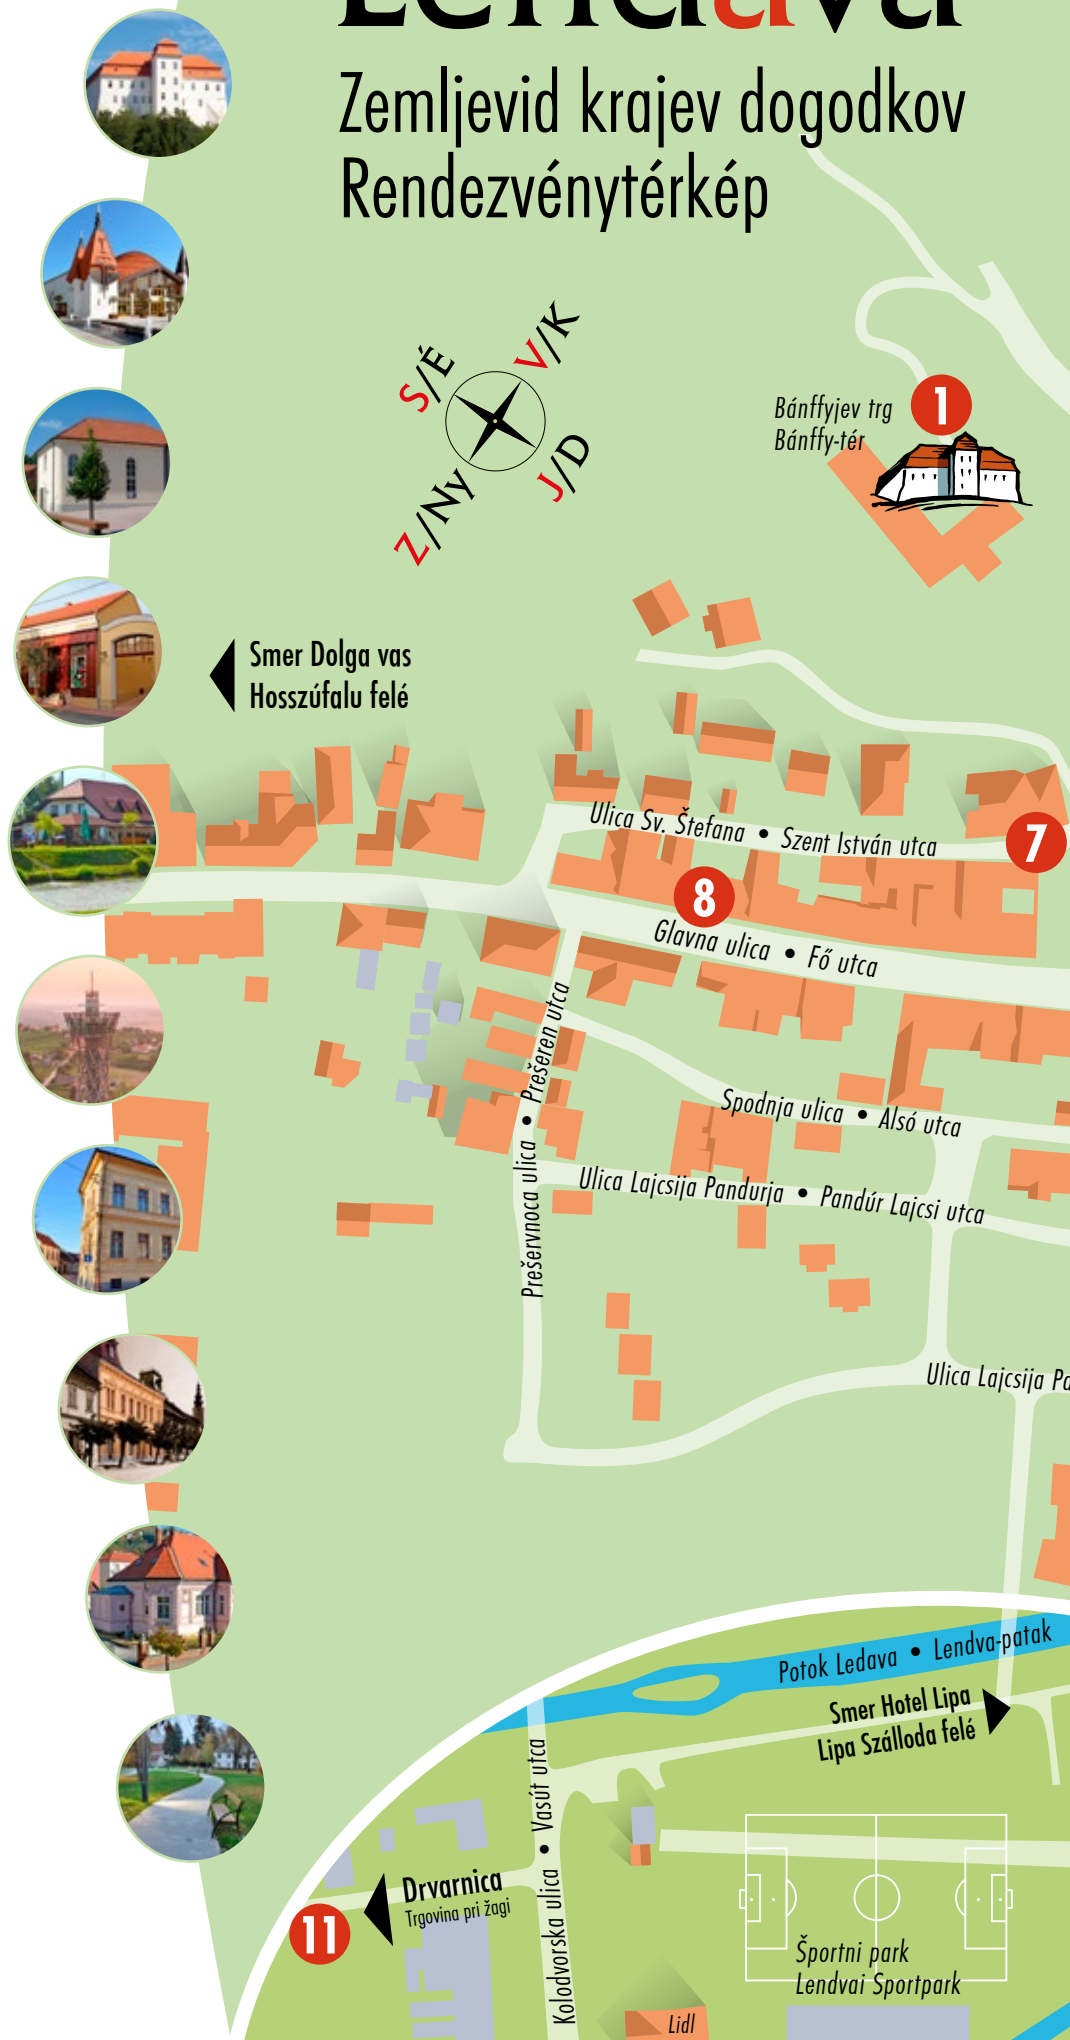 Lendava
Zemljevid krajev dogodkov
Rendezvénytérkép
S/É
V/K
J/D
Z/Ny
Bánffyjev trg
Bánffy-tér
1
Smer Dolga vas
Hosszúfalu felé
Ulica Sv. Štefana • Szent István utca
7
8
Glavna ulica • Fő utca
Prešervnoca ulica • Prešeren utca
Spodnja ulica • Alsó utca
Ulica Lajcsija Pandurja • Pandúr Lajcsi utca
Ulica Lajcsija Pa
Potok Ledava • Lendva-patak
Smer Hotel Lipa
Lipa Szálloda felé
Kolodvorska ulica • Vasút utca
Drvarnica
Trgovina pri žagi
11
Športni park
Lendvai Sportpark
Lidl